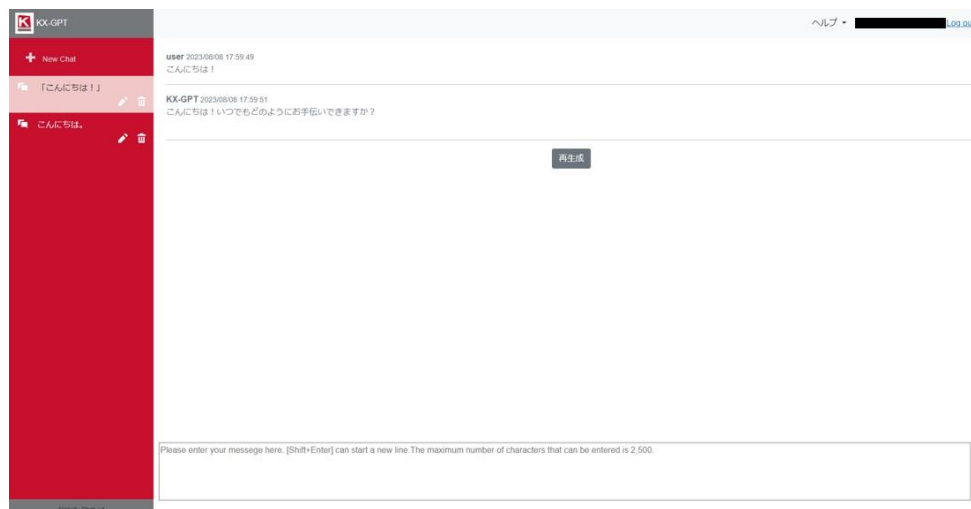 K KX-GPT
ヘルプ
Log ou
New Chat
「こんにちは！」
こんにちは。
user 2023/08/08 17:59:49
こんにちは！
KX-GPT 2023/08/08 17:59:51
こんにちは！いつでもどのようにお手伝いできますか？
再生成
Please enter your messege here. [Shift+Enter] can start a new line.The maximum number of characters that can be entered is 2,500.